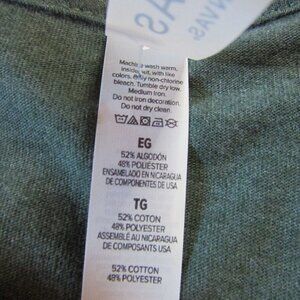 Machine wash warm,
inside out, with like
colors. Only non-chlorine
bleach. Tumble dry low.
Medium Iron.
Do not iron decoration.
Do not dry clean.
EG
52% ALGODÓN
48% POLIÉSTER
ENSAMELADO EN NICARAGUA
DE COMPONENTES DE USA
TG
52% COTON
48% POLYESTER
ASSEMBLÉ AU NICARAGUA
DE COMPOSANTS USA
52% COTTON
48% POLYESTER